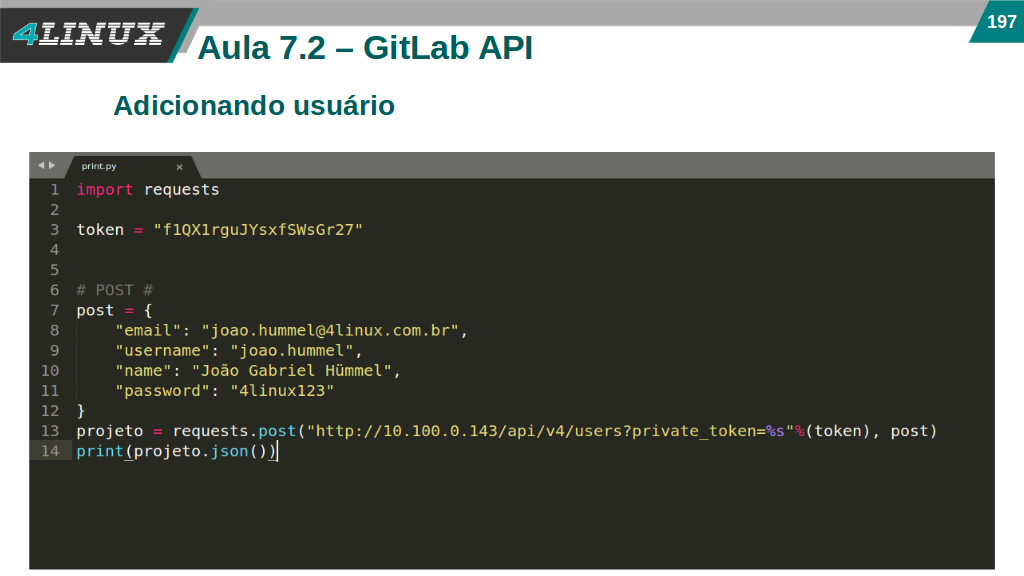 4LINUX
197
Aula 7.2 – GitLab API
Adicionando usuário
print.py ×
1 import requests
2
3 token = "f1QX1rguJYsxfSWsGr27"
4
5
6 # POST #
7 post = {
8 "email": "joao.hummel@4linux.com.br",
9 "username": "joao.hummel",
10 "name": "João Gabriel Hümmel",
11 "password": "4linux123"
12 }
13 projeto = requests.post("http://10.100.0.143/api/v4/users?private_token=%s"%(token), post)
14 print(projeto.json())